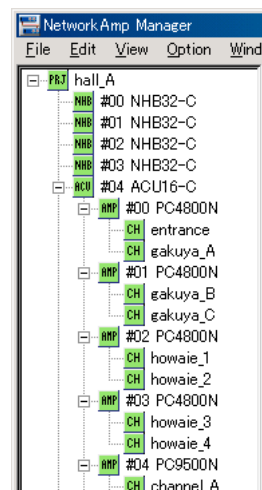 NetworkAmp Manager
File Edit View Option Wind
PRJ hall_A
NHB #00 NHB32-C
NHB #01 NHB32-C
NHB #02 NHB32-C
NHB #03 NHB32-C
ACU #04 ACU16-C
AMP #00 PC4800N
CH entrance
CH gakuya_A
AMP #01 PC4800N
CH gakuya_B
CH gakuya_C
AMP #02 PC4800N
CH howaie_1
CH howaie_2
AMP #03 PC4800N
CH howaie_3
CH howaie_4
AMP #04 PC9500N
CH channel_A